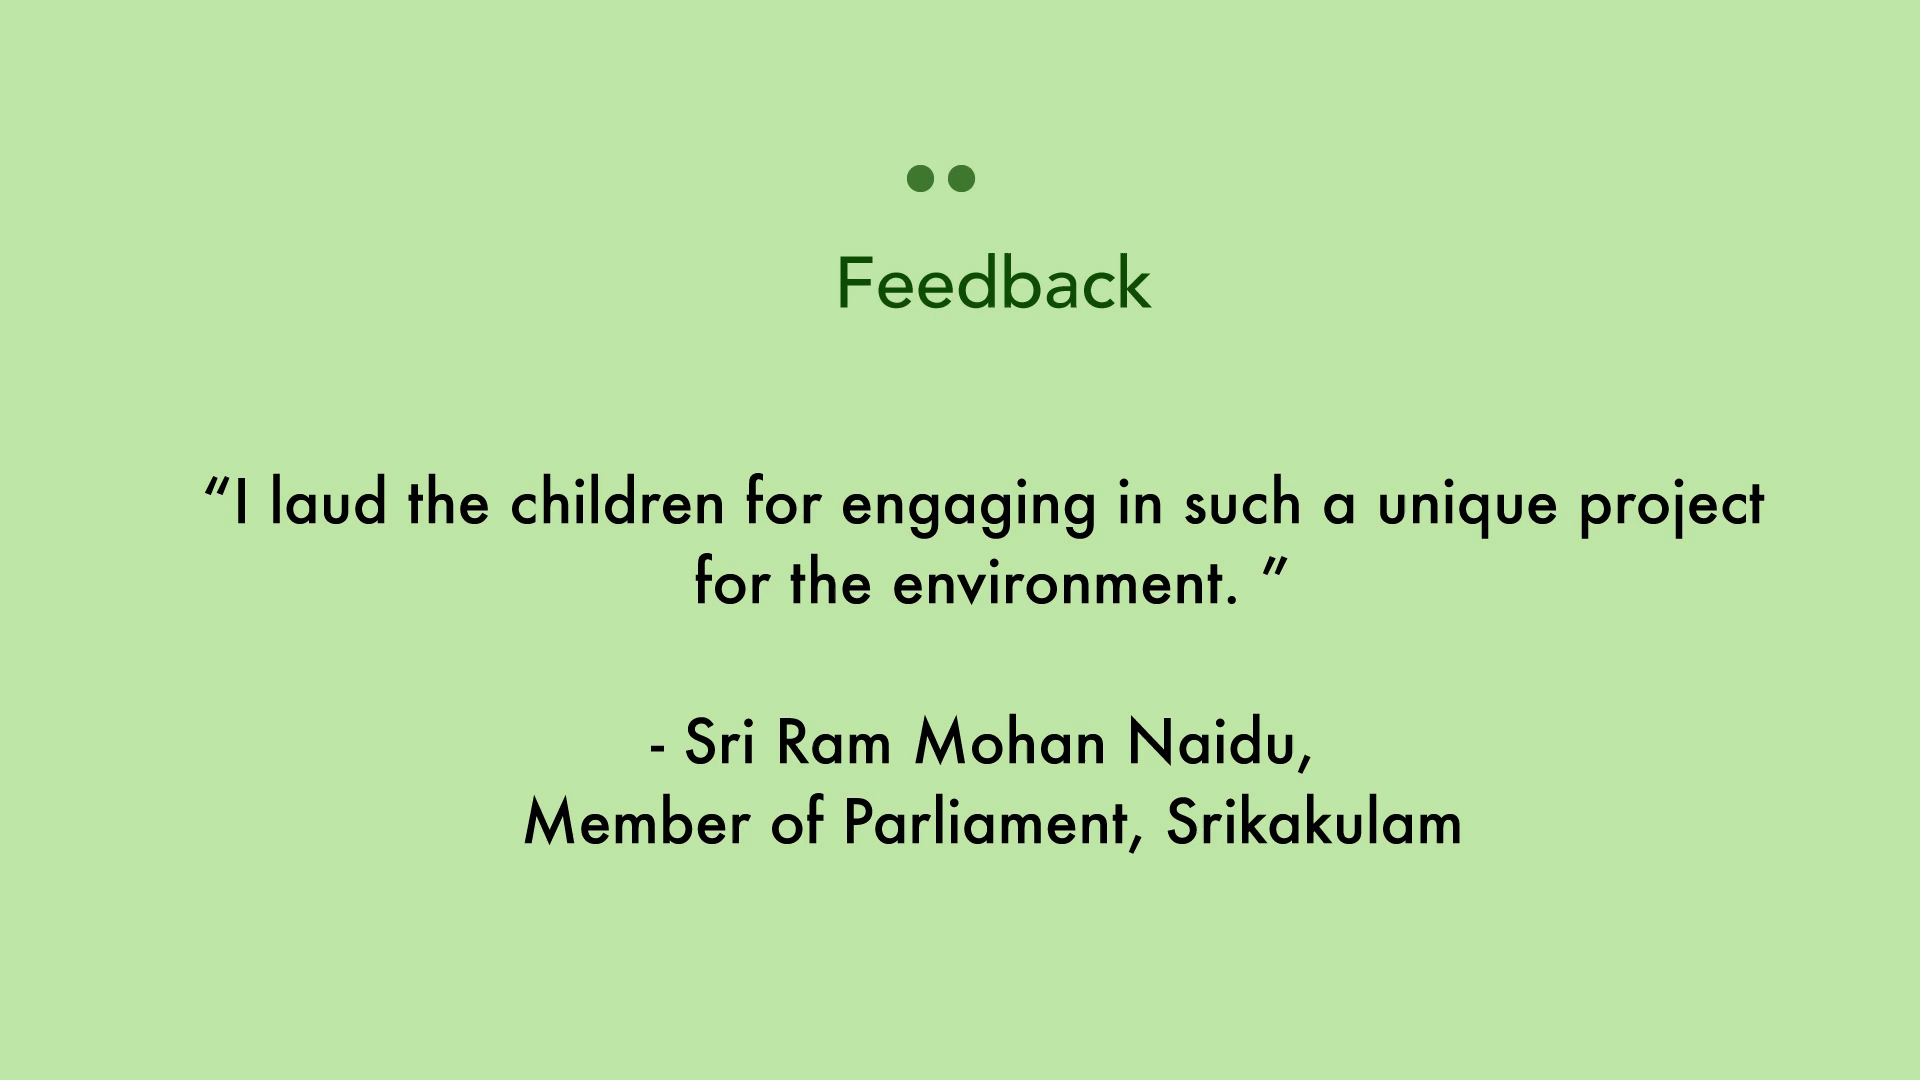 Feedback
“I laud the children for engaging in such a unique project
for the environment. ”
- Sri Ram Mohan Naidu,
Member of Parliament, Srikakulam